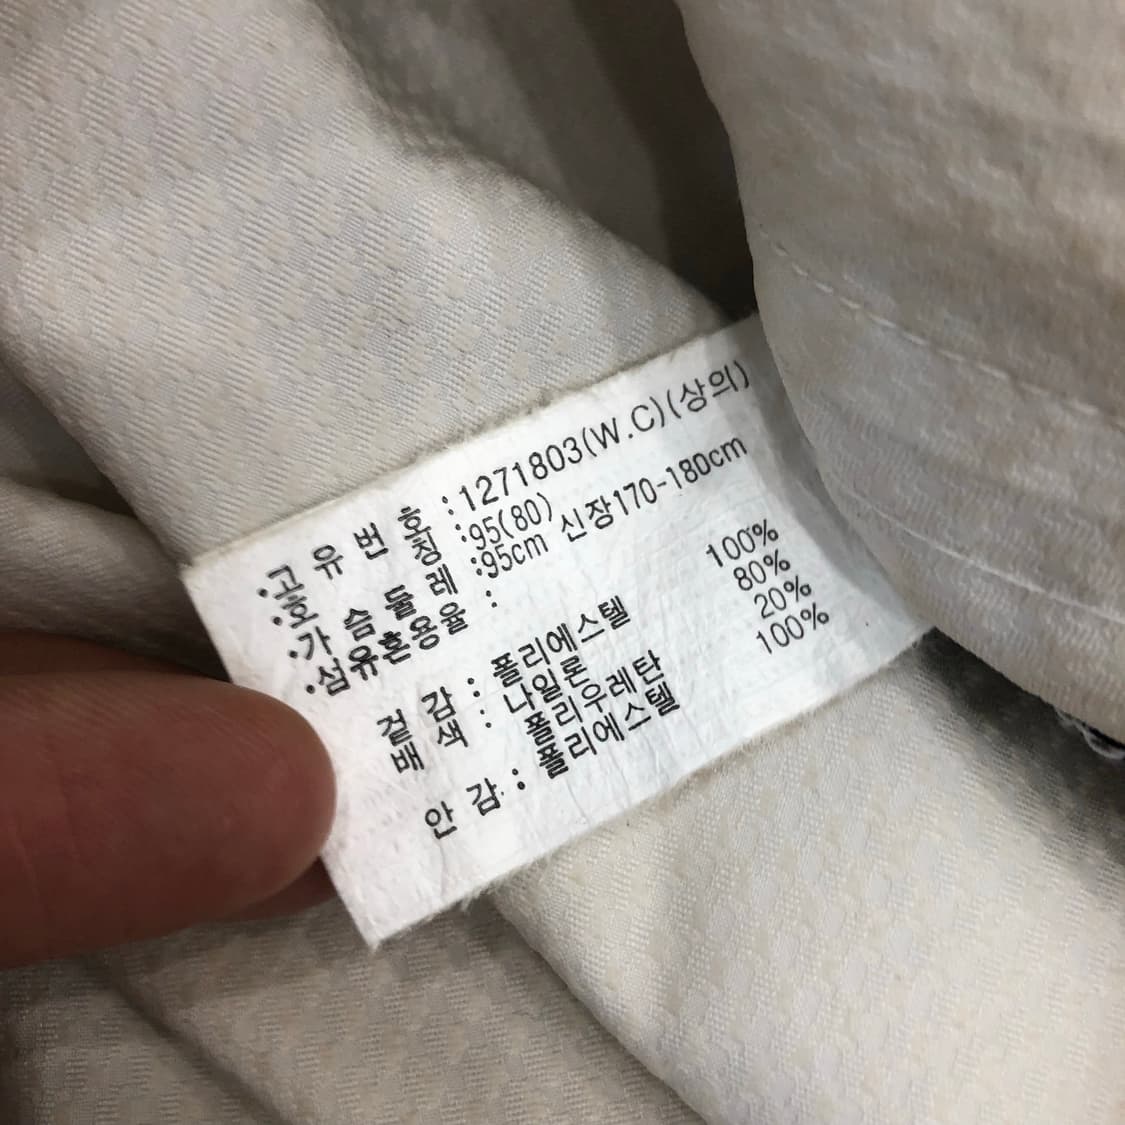 ·고유번호:1271803(W.C)(상의)
·호칭:95(80)
·가슴둘레:95cm 신장170-180cm
·섬유혼용율:
겉감:폴리에스텔 100%
배색:나일론 80%
폴리우레탄 20%
안감:폴리에스텔 100%